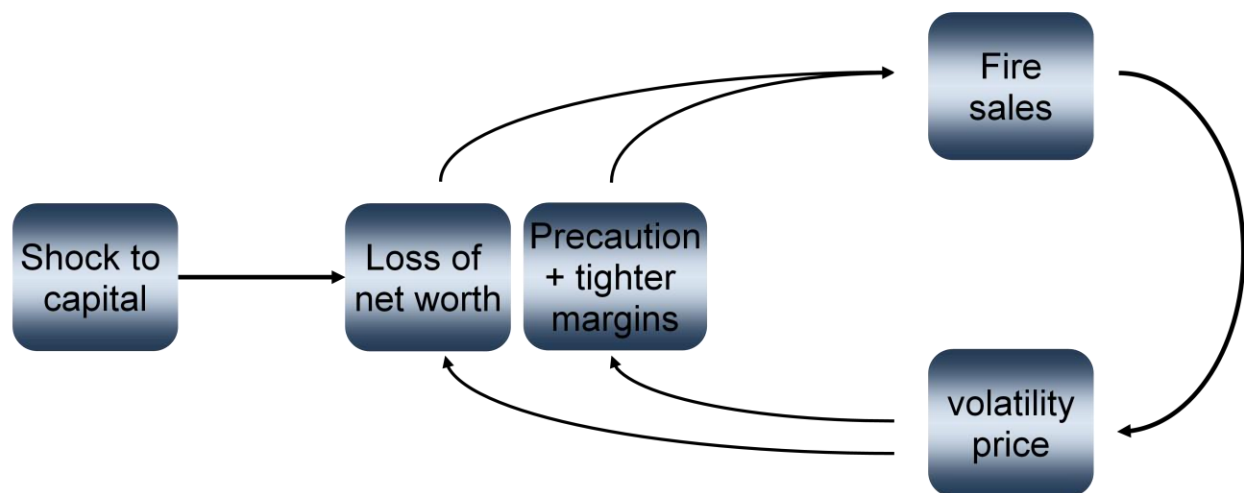 Shock to
capital
Loss of
net worth
Precaution
+ tighter
margins
Fire
sales
volatility
price